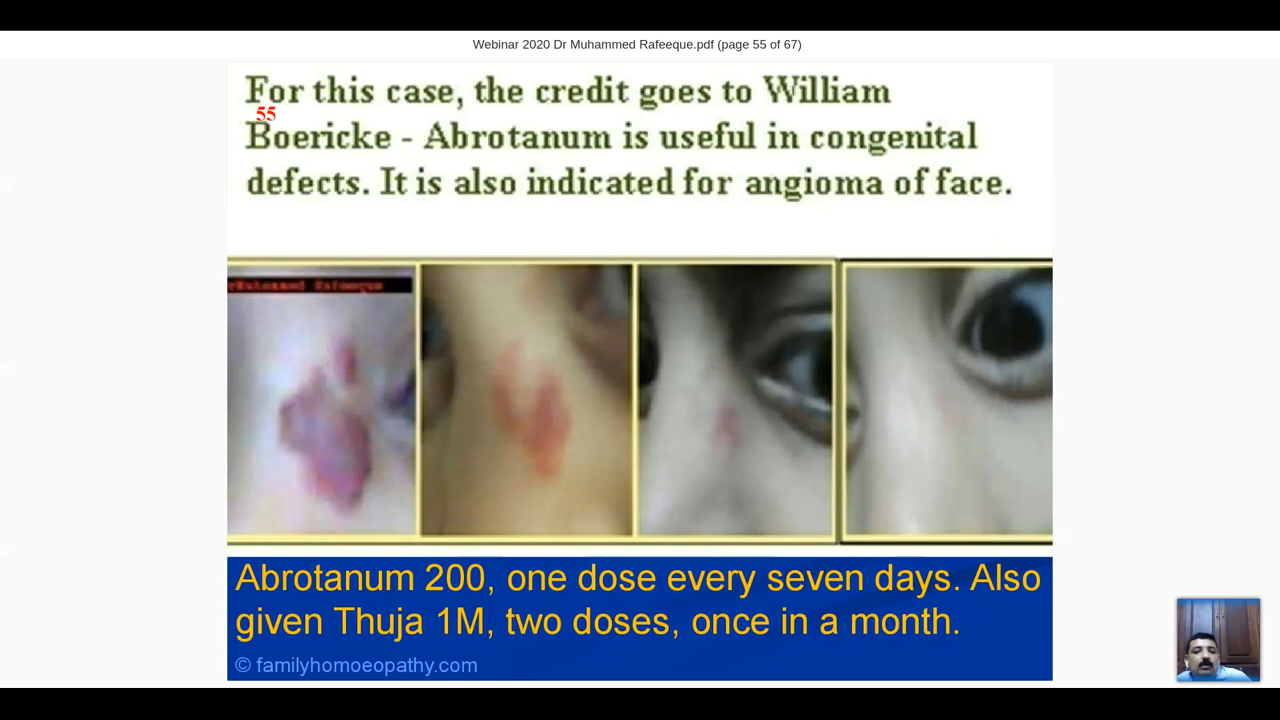 Webinar 2020 Dr Muhammed Rafeeque.pdf (page 55 of 67)
For this case, the credit goes to William
55
Boericke - Abrotanum is useful in congenital
defects. It is also indicated for angioma of face.
rMuhammed Rafeeque
Abrotanum 200, one dose every seven days. Also
given Thuja 1M, two doses, once in a month.
© familyhomoeopathy.com